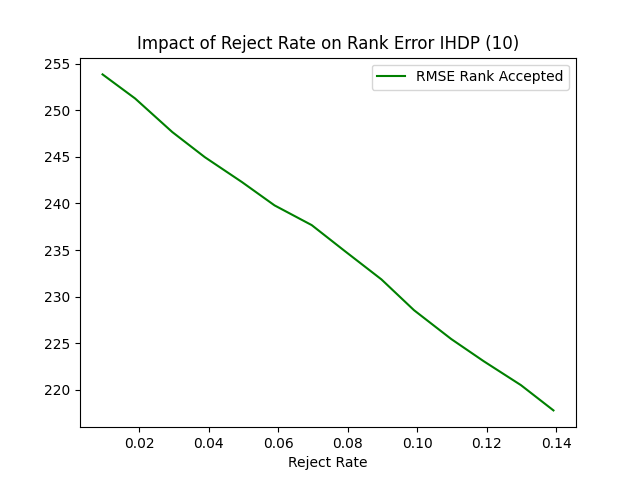 Impact of Reject Rate on Rank Error IHDP (10)
RMSE Rank Accepted
255
250
245
240
235
230
225
220
0.02 0.04 0.06 0.08 0.10 0.12 0.14
Reject Rate